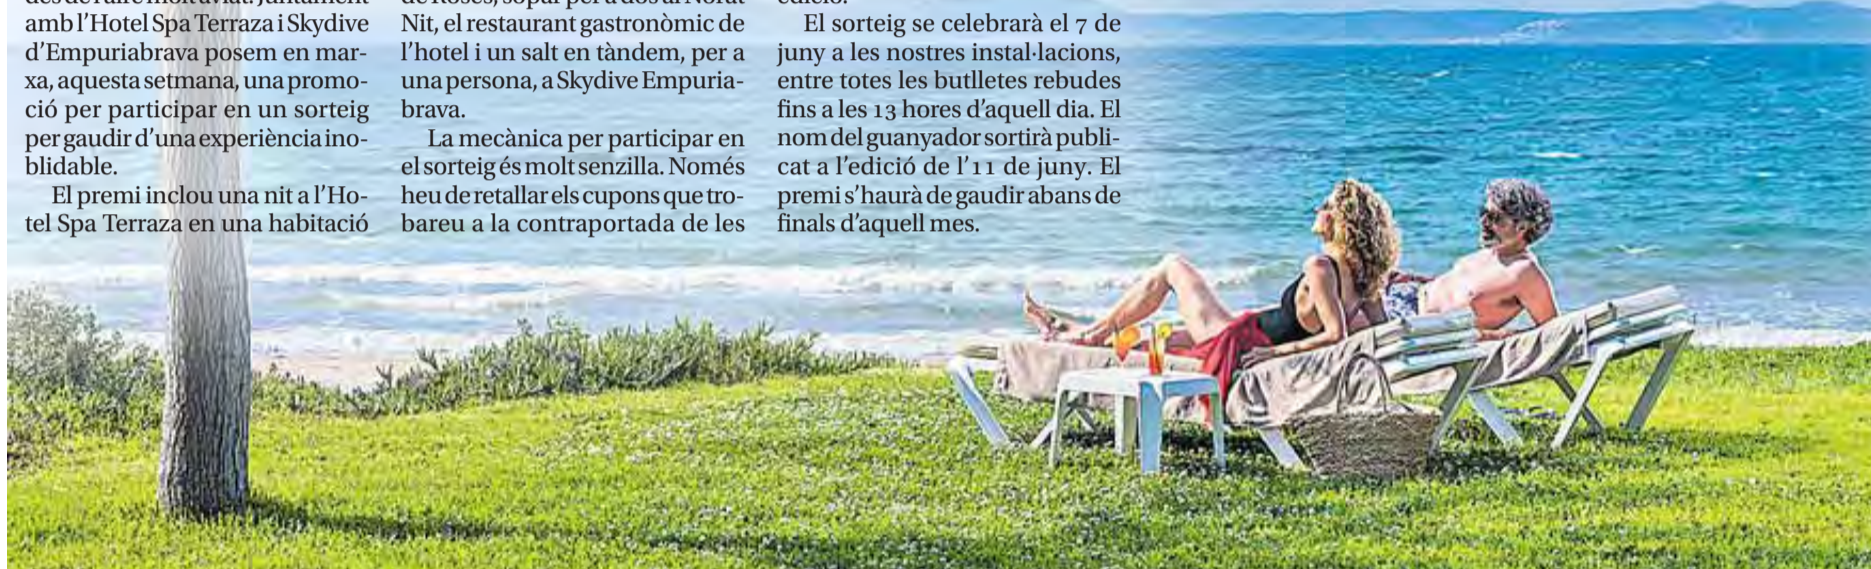 amb l'Hotel Spa Terraza i Skydive
d'Empuriabrava posem en mar-
xa, aquesta setmana, una promo-
ció per participar en un sorteig
per gaudir d'una experiència ino-
blidable.
El premi inclou una nit a l'Ho-
tel Spa Terraza en una habitació
Nit, el restaurant gastronòmic de
l'hotel i un salt en tàndem, per a
una persona, a Skydive Empuria-
brava.
La mecànica per participar en
el sorteig és molt senzilla. Només
heu de retallar els cupons que tro-
bareu a la contraportada de les
El sorteig se celebrarà el 7 de
juny a les nostres instal·lacions,
entre totes les butlletes rebudes
fins a les 13 hores d'aquell dia. El
nom del guanyador sortirà publi-
cat a l'edició de l'11 de juny. El
premi s'haurà de gaudir abans de
finals d'aquell mes.